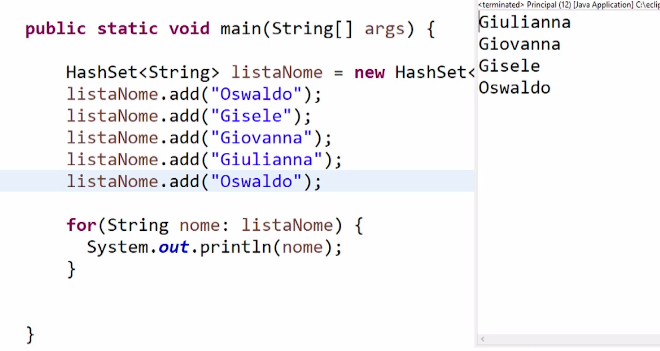 public static void main(String[] args) {
HashSet<String> listaNome = new HashSet<
listaNome.add("Oswaldo");
listaNome.add("Gisele");
listaNome.add("Giovanna");
listaNome.add("Giulianna");
listaNome.add("Oswaldo");
for(String nome: listaNome) {
System.out.println(nome);
}
}
<terminated> Principal (12) [Java Application] C:\eclip
Giulianna
Giovanna
Gisele
Oswaldo